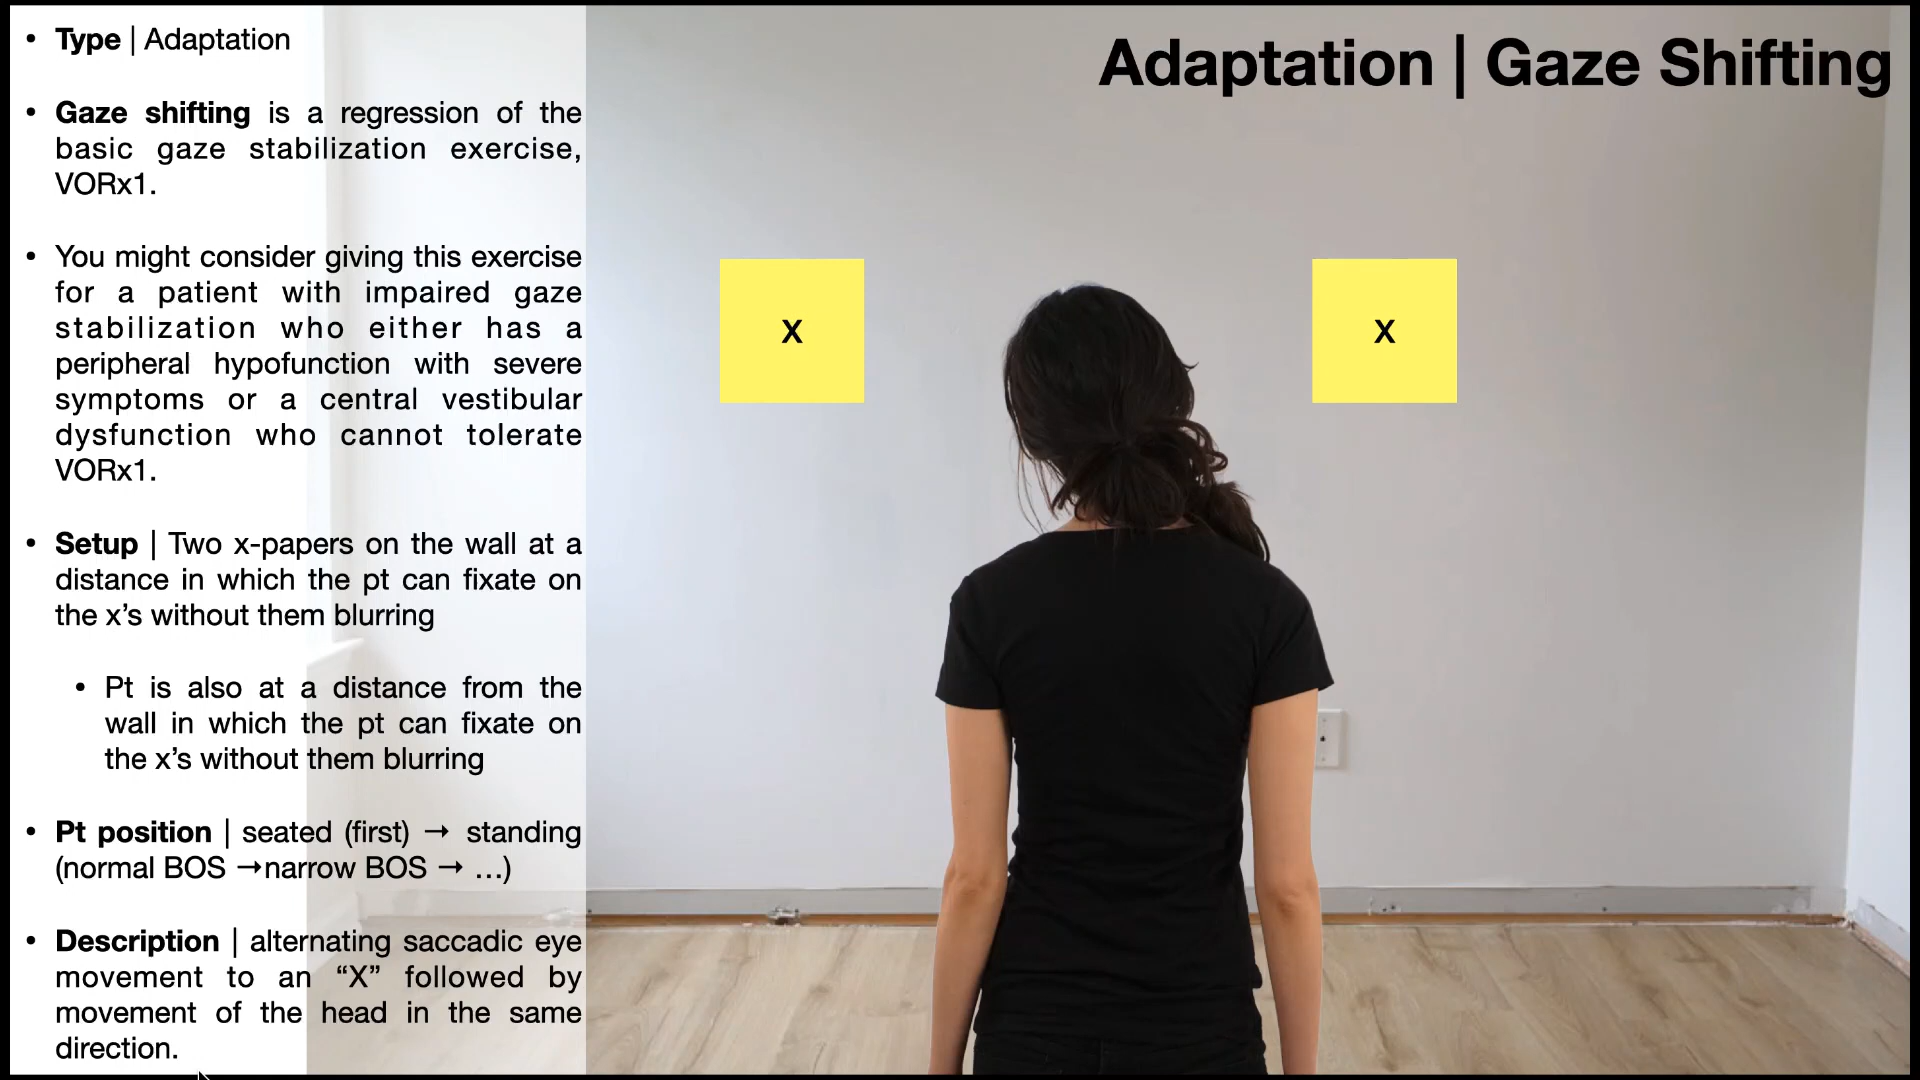 Adaptation | Gaze Shifting
• Type | Adaptation
• Gaze shifting is a regression of the
basic gaze stabilization exercise,
VORx1.
• You might consider giving this exercise
for a patient with impaired gaze
stabilization who either has a
peripheral hypofunction with severe
symptoms or a central vestibular
dysfunction who cannot tolerate
VORx1.
• Setup | Two x-papers on the wall at a
distance in which the pt can fixate on
the x’s without them blurring
• Pt is also at a distance from the
wall in which the pt can fixate on
the x’s without them blurring
• Pt position | seated (first) → standing
(normal BOS →narrow BOS → …)
• Description | alternating saccadic eye
movement to an “X” followed by
movement of the head in the same
direction.
X
X